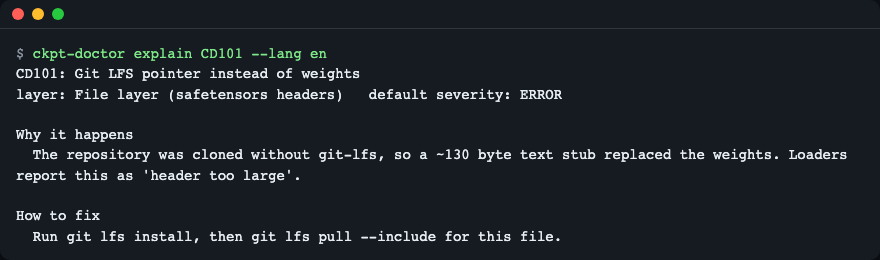 $ ckpt-doctor explain CD101 --lang en
CD101: Git LFS pointer instead of weights
layer: File layer (safetensors headers)   default severity: ERROR
Why it happens
The repository was cloned without git-lfs, so a ~130 byte text stub replaced the weights. Loaders
report this as 'header too large'.
How to fix
Run git lfs install, then git lfs pull --include for this file.